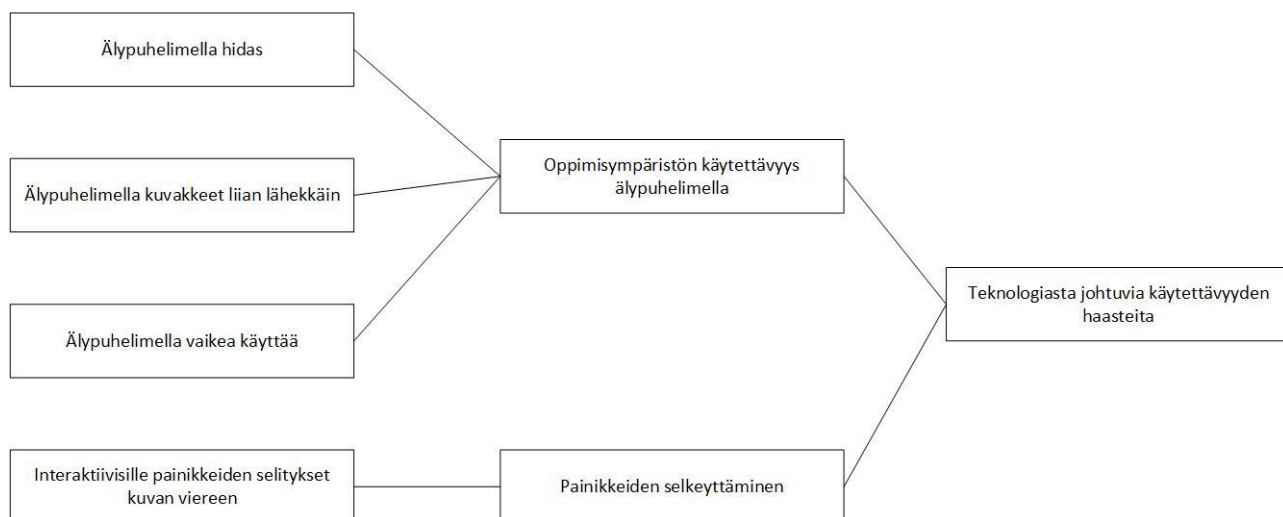 Älypuhelimella hidas
Älypuhelimella kuvakkeet liian lähekkäin
Älypuhelimella vaikea käyttää
Interaktiivisille painikkeiden selitykset
kuvan viereen
Oppimisympäristön käytettävyys
älypuhelimella
Painikkeiden selkeyttäminen
Teknologiasta johtuvia käytettävyyden
haasteita